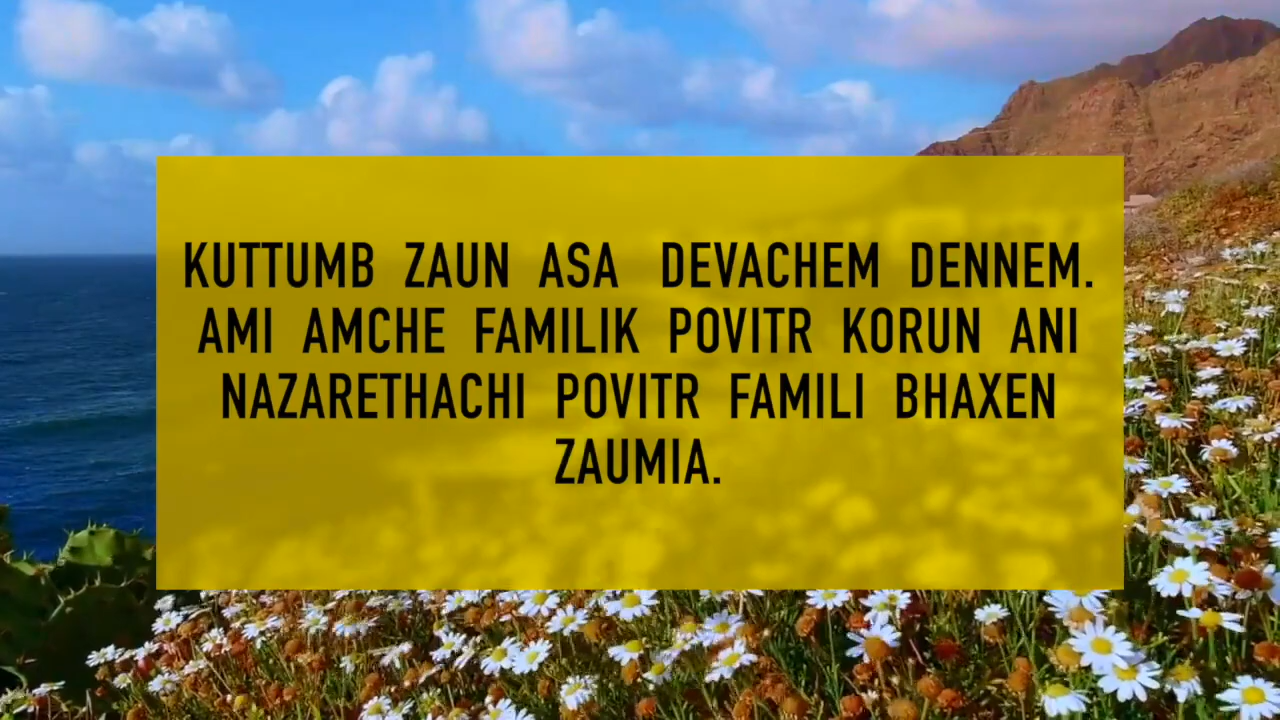 KUTTUMB ZAUN ASA DEVACHEM DENNEM.
AMI AMCHE FAMILIK POVITR KORUN ANI
NAZARETHACHI POVITR FAMILI BHAXEN
ZAUMIA.